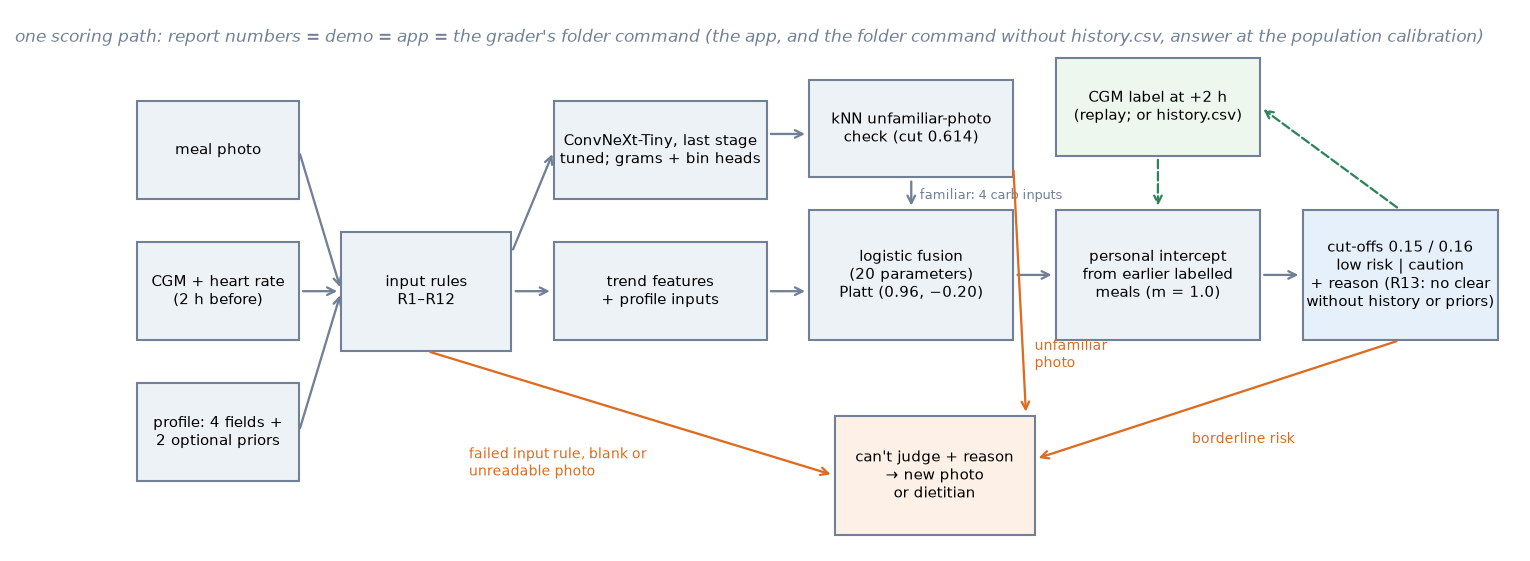 one scoring path: report numbers = demo = app = the grader's folder command (the app, and the folder command without history.csv, answer at the population calibration)
meal photo
CGM + heart rate
(2 h before)
profile: 4 fields +
2 optional priors
input rules
R1–R12
ConvNeXt-Tiny, last stage
tuned; grams + bin heads
trend features
+ profile inputs
kNN unfamiliar-photo
check (cut 0.614)
familiar: 4 carb inputs
logistic fusion
(20 parameters)
Platt (0.96, −0.20)
CGM label at +2 h
(replay; or history.csv)
personal intercept
from earlier labelled
meals (m = 1.0)
cut-offs 0.15 / 0.16
low risk | caution
+ reason (R13: no clear
without history or priors)
unfamiliar
photo
failed input rule, blank or
unreadable photo
can't judge + reason
→ new photo
or dietitian
borderline risk